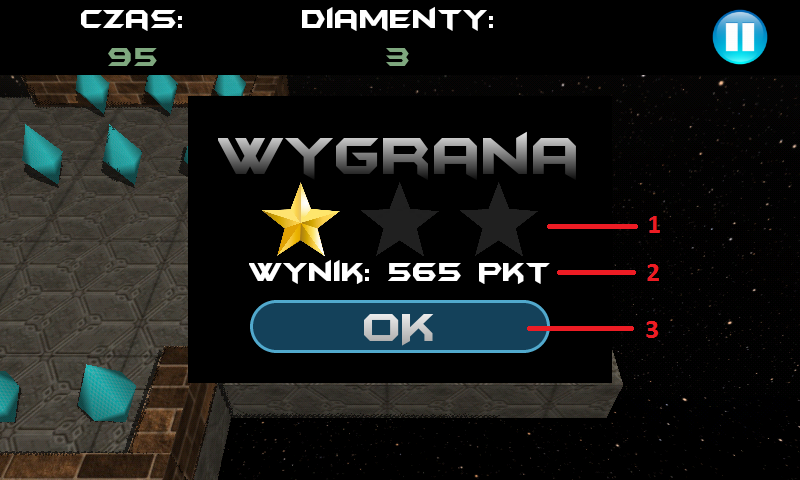 CZAS: DIAMENTY:
95 3
WYGRANA
1
WYNIK: 565 PKT 2
OK 3